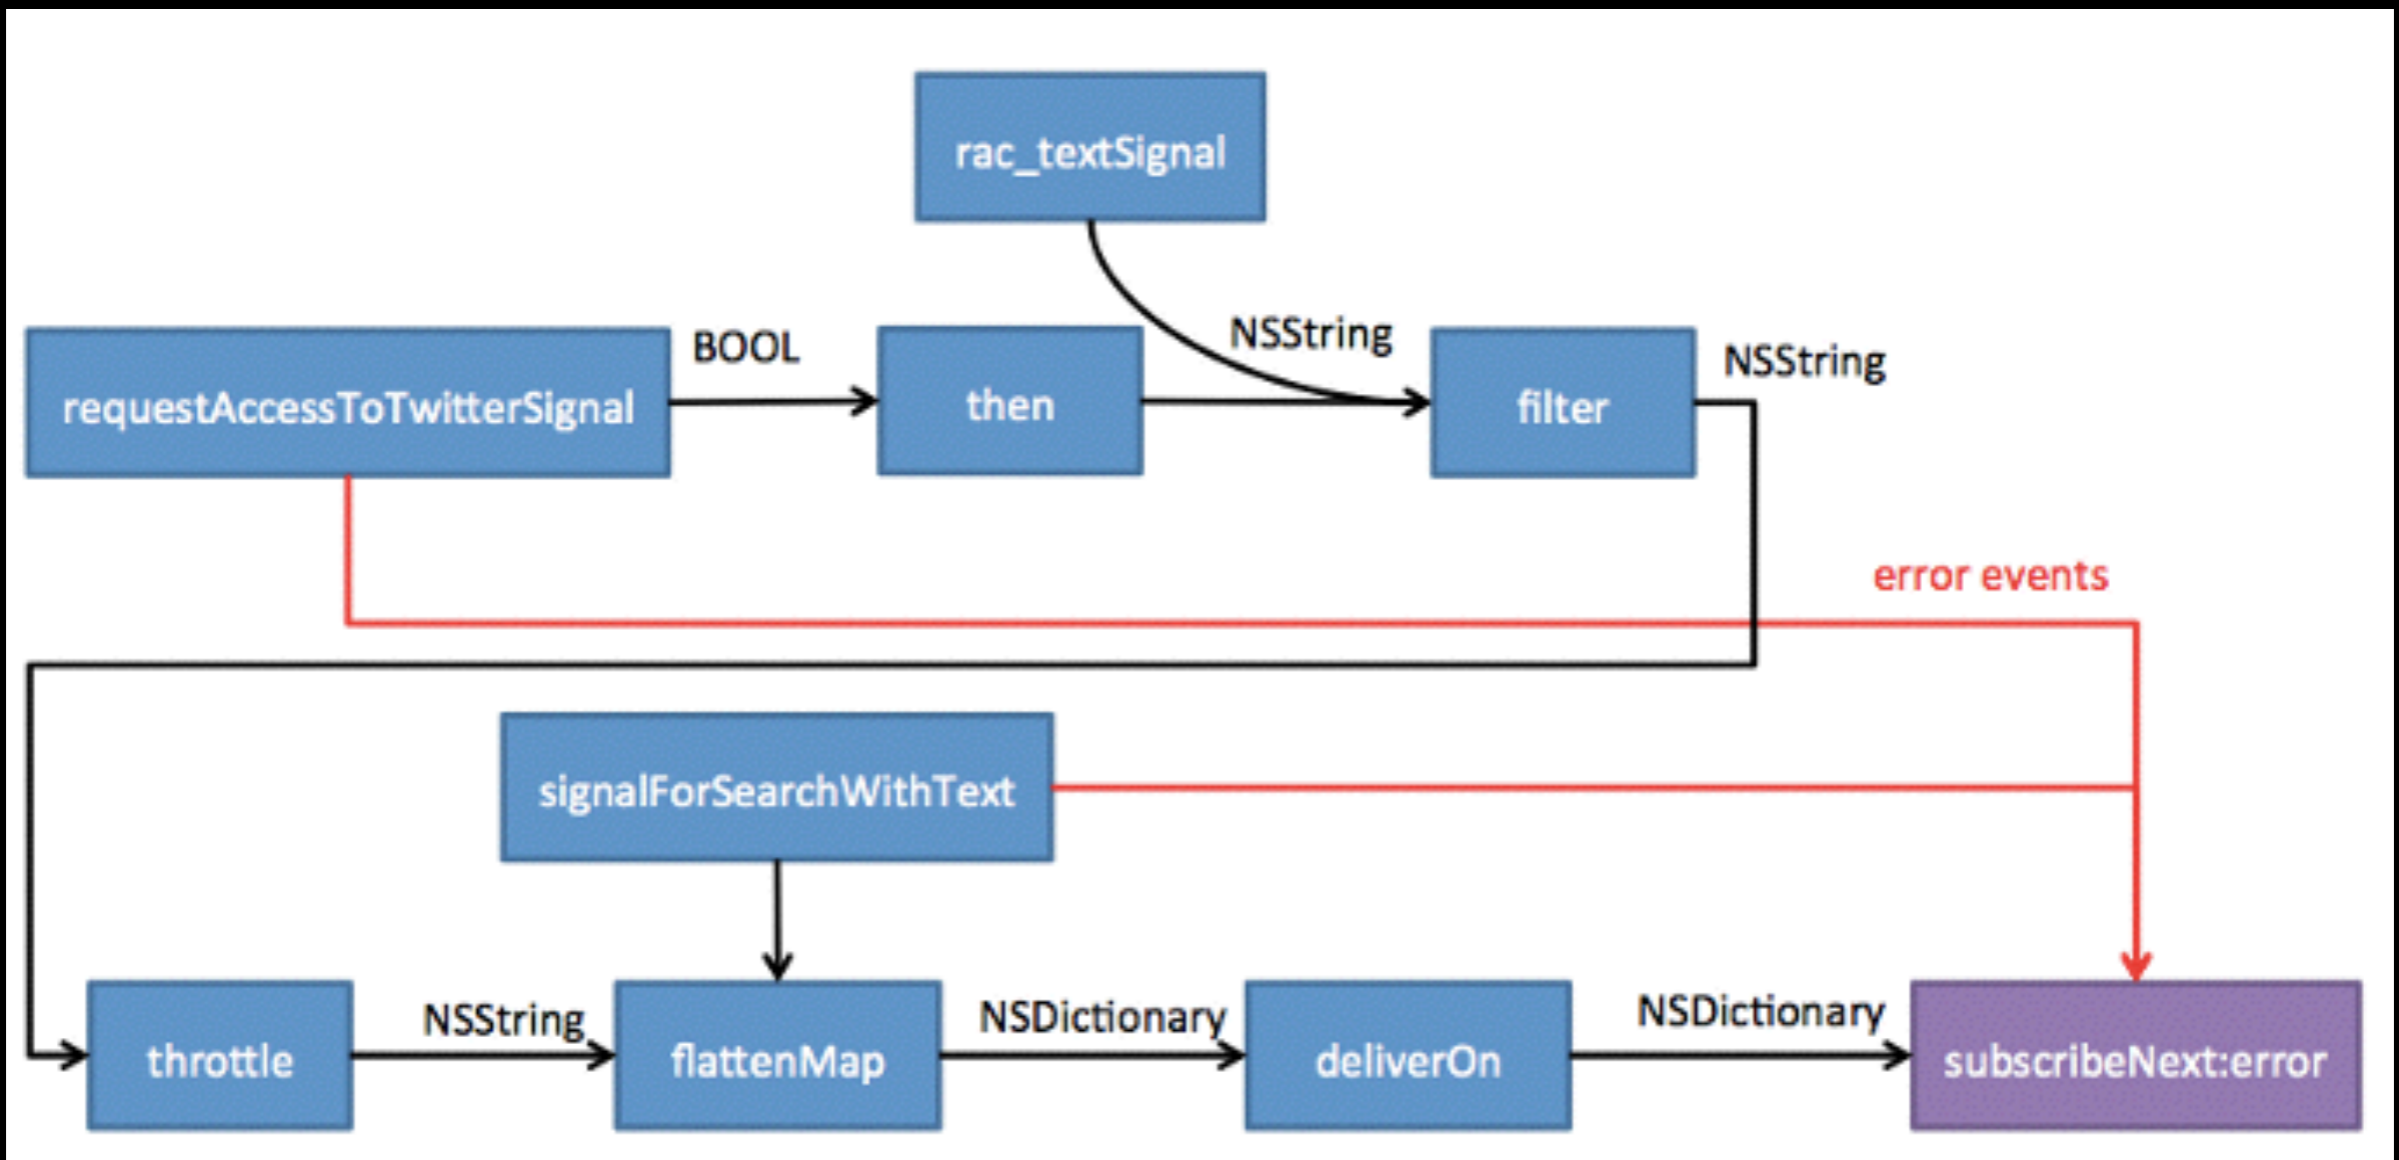 rac_textSignal
NSString
BOOL
NSString
requestAccessToTwitterSignal
then
filter
error events
signalForSearchWithText
NSString
NSDictionary
NSDictionary
throttle
flattenMap
deliverOn
subscribeNext:error